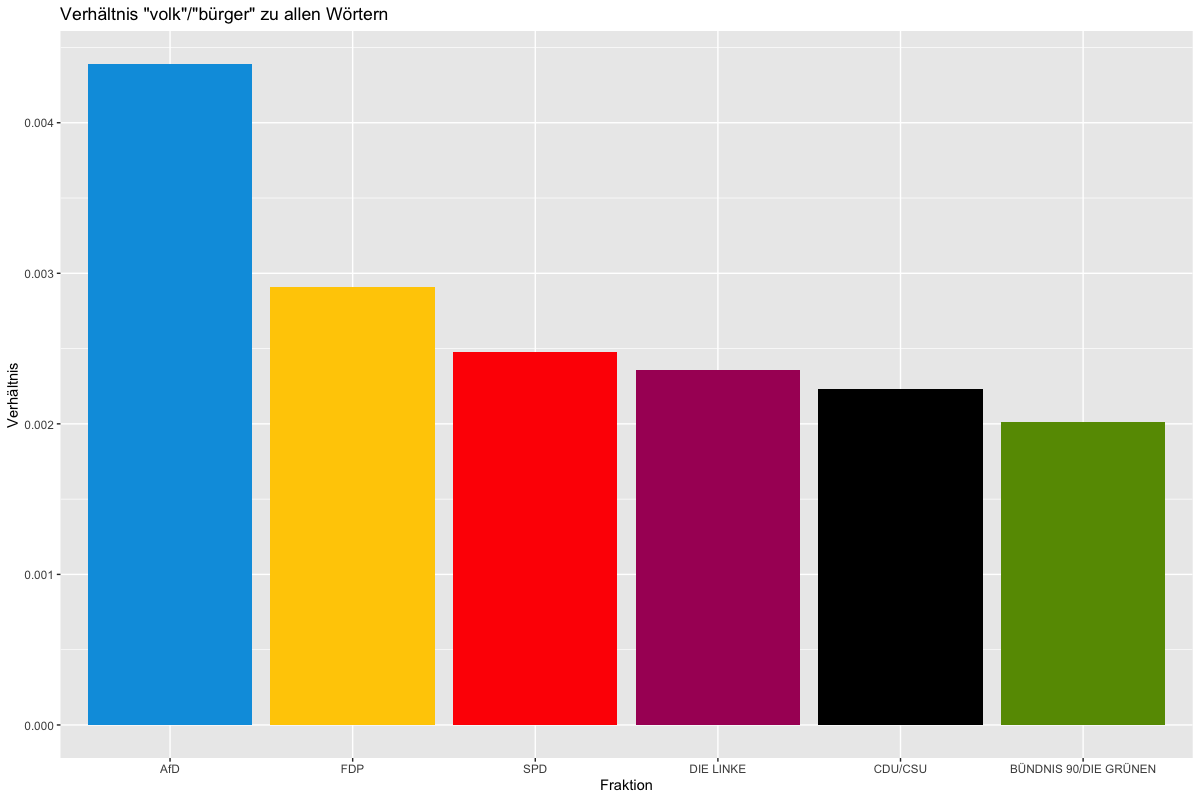 Verhältnis "volk"/"bürger" zu allen Wörtern
Verhältnis
0.004
0.003
0.002
0.001
0.000
AfD FDP SPD DIE LINKE CDU/CSU BÜNDNIS 90/DIE GRÜNEN
Fraktion